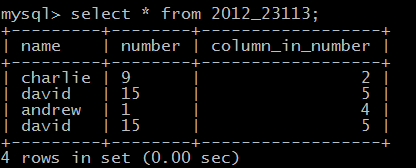 mysql> select * from 2012_23113;
+---------+--------+------------------+
| name    | number | column_in_number |
+---------+--------+------------------+
| charlie | 9      |                2 |
| david   | 15     |                5 |
| andrew  | 1      |                4 |
| david   | 15     |                5 |
+---------+--------+------------------+
4 rows in set (0.00 sec)